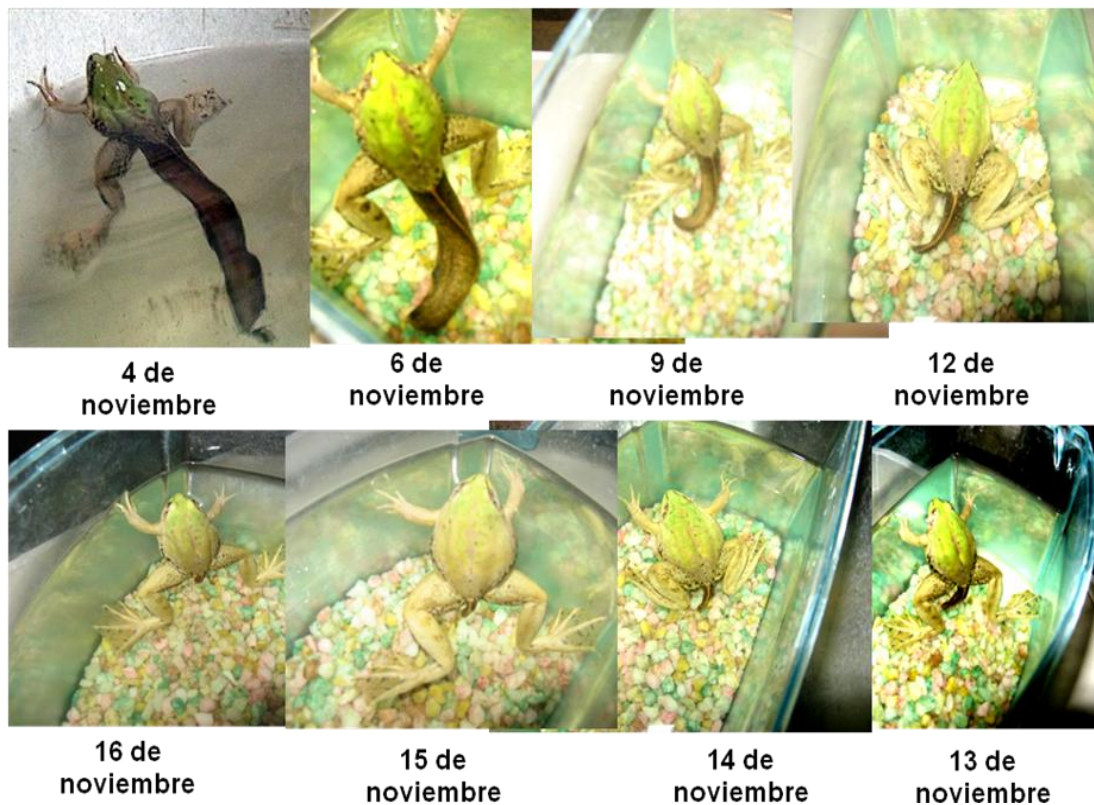 4 de
noviembre
6 de
noviembre
9 de
noviembre
12 de
noviembre
16 de
noviembre
15 de
noviembre
14 de
noviembre
13 de
noviembre